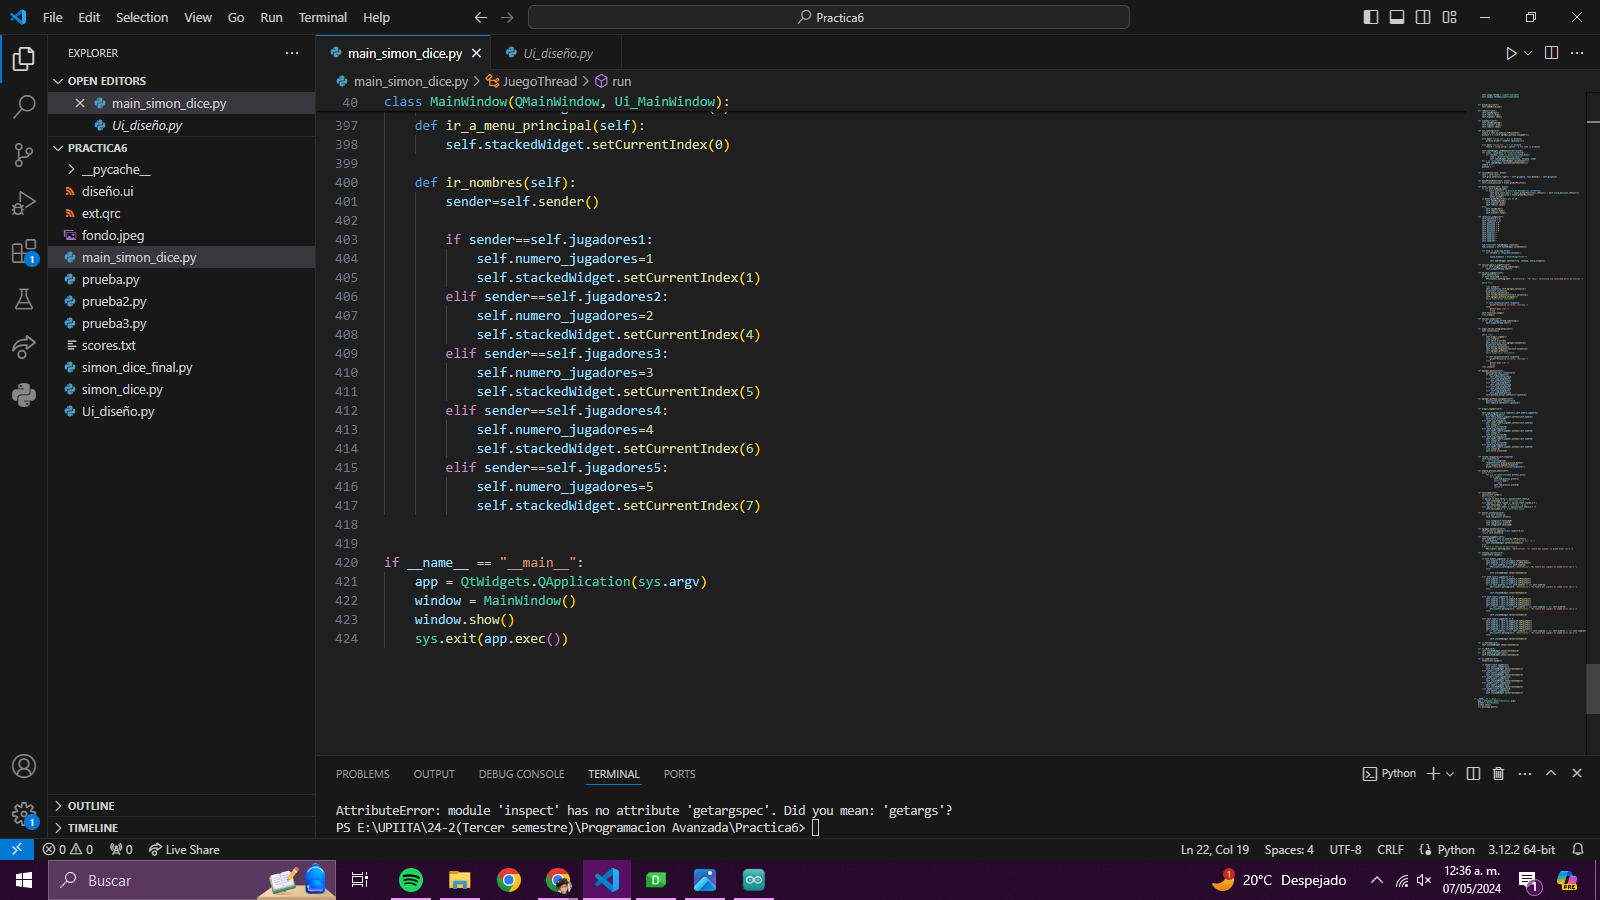 File Edit Selection View Go Run Terminal Help
Practica6
EXPLORER
OPEN EDITORS
main_simon_dice.py
Ui_diseño.py
PRACTICA6
__pycache__
diseño.ui
ext.qrc
fondo.jpeg
main_simon_dice.py
prueba.py
prueba2.py
prueba3.py
scores.txt
simon_dice_final.py
simon_dice.py
Ui_diseño.py
OUTLINE
TIMELINE
main_simon_dice.py Ui_diseño.py
main_simon_dice.py > JuegoThread > run
40 class MainWindow(QMainWindow, Ui_MainWindow):
397 def ir_a_menu_principal(self):
398 self.stackedWidget.setCurrentIndex(0)
399
400 def ir_nombres(self):
401 sender=self.sender()
402
403 if sender==self.jugadores1:
404 self.numero_jugadores=1
405 self.stackedWidget.setCurrentIndex(1)
406 elif sender==self.jugadores2:
407 self.numero_jugadores=2
408 self.stackedWidget.setCurrentIndex(4)
409 elif sender==self.jugadores3:
410 self.numero_jugadores=3
411 self.stackedWidget.setCurrentIndex(5)
412 elif sender==self.jugadores4:
413 self.numero_jugadores=4
414 self.stackedWidget.setCurrentIndex(6)
415 elif sender==self.jugadores5:
416 self.numero_jugadores=5
417 self.stackedWidget.setCurrentIndex(7)
418
419
420 if __name__ == "__main__":
421 app = QtWidgets.QApplication(sys.argv)
422 window = MainWindow()
423 window.show()
424 sys.exit(app.exec())
PROBLEMS OUTPUT DEBUG CONSOLE TERMINAL PORTS
Python
AttributeError: module 'inspect' has no attribute 'getargspec'. Did you mean: 'getargs'?
PS E:\UPIITA\24-2(Tercer semestre)\Programacion Avanzada\Practica6>
0 0 0 Live Share
Ln 22, Col 19 Spaces: 4 UTF-8 CRLF Python 3.12.2 64-bit
Buscar
1 20°C Despejado
12:36 a. m.
07/05/2024
1